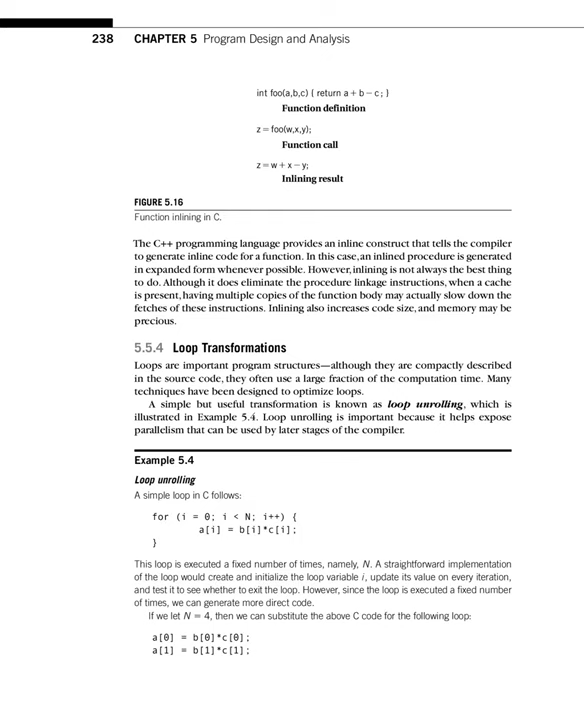 238 CHAPTER 5 Program Design and Analysis
int foo(a,b,c) { return a + b − c ; }
Function definition
z = foo(w,x,y);
Function call
z = w + x − y;
Inlining result
FIGURE 5.16
Function inlining in C.
The C++ programming language provides an inline construct that tells the compiler
to generate inline code for a function. In this case, an inlined procedure is generated
in expanded form whenever possible. However, inlining is not always the best thing
to do. Although it does eliminate the procedure linkage instructions, when a cache
is present, having multiple copies of the function body may actually slow down the
fetches of these instructions. Inlining also increases code size, and memory may be
precious.
5.5.4 Loop Transformations
Loops are important program structures—although they are compactly described
in the source code, they often use a large fraction of the computation time. Many
techniques have been designed to optimize loops.
A simple but useful transformation is known as loop unrolling, which is
illustrated in Example 5.4. Loop unrolling is important because it helps expose
parallelism that can be used by later stages of the compiler.
Example 5.4
Loop unrolling
A simple loop in C follows:
for (i = 0; i < N; i++) {
a[i] = b[i]*c[i];
}
This loop is executed a fixed number of times, namely, N. A straightforward implementation
of the loop would create and initialize the loop variable i, update its value on every iteration,
and test it to see whether to exit the loop. However, since the loop is executed a fixed number
of times, we can generate more direct code.
If we let N = 4, then we can substitute the above C code for the following loop:
a[0] = b[0]*c[0];
a[1] = b[1]*c[1];